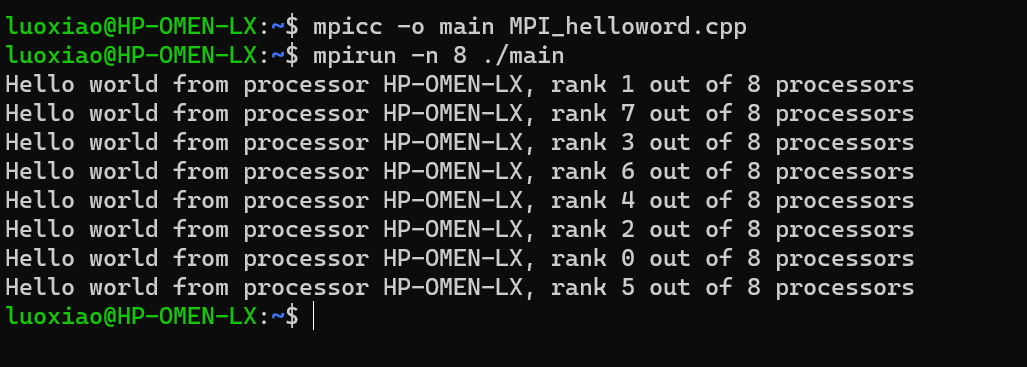 luoxiao@HP-OMEN-LX:~$ mpicc -o main MPI_helloword.cpp
luoxiao@HP-OMEN-LX:~$ mpirun -n 8 ./main
Hello world from processor HP-OMEN-LX, rank 1 out of 8 processors
Hello world from processor HP-OMEN-LX, rank 7 out of 8 processors
Hello world from processor HP-OMEN-LX, rank 3 out of 8 processors
Hello world from processor HP-OMEN-LX, rank 6 out of 8 processors
Hello world from processor HP-OMEN-LX, rank 4 out of 8 processors
Hello world from processor HP-OMEN-LX, rank 2 out of 8 processors
Hello world from processor HP-OMEN-LX, rank 0 out of 8 processors
Hello world from processor HP-OMEN-LX, rank 5 out of 8 processors
luoxiao@HP-OMEN-LX:~$